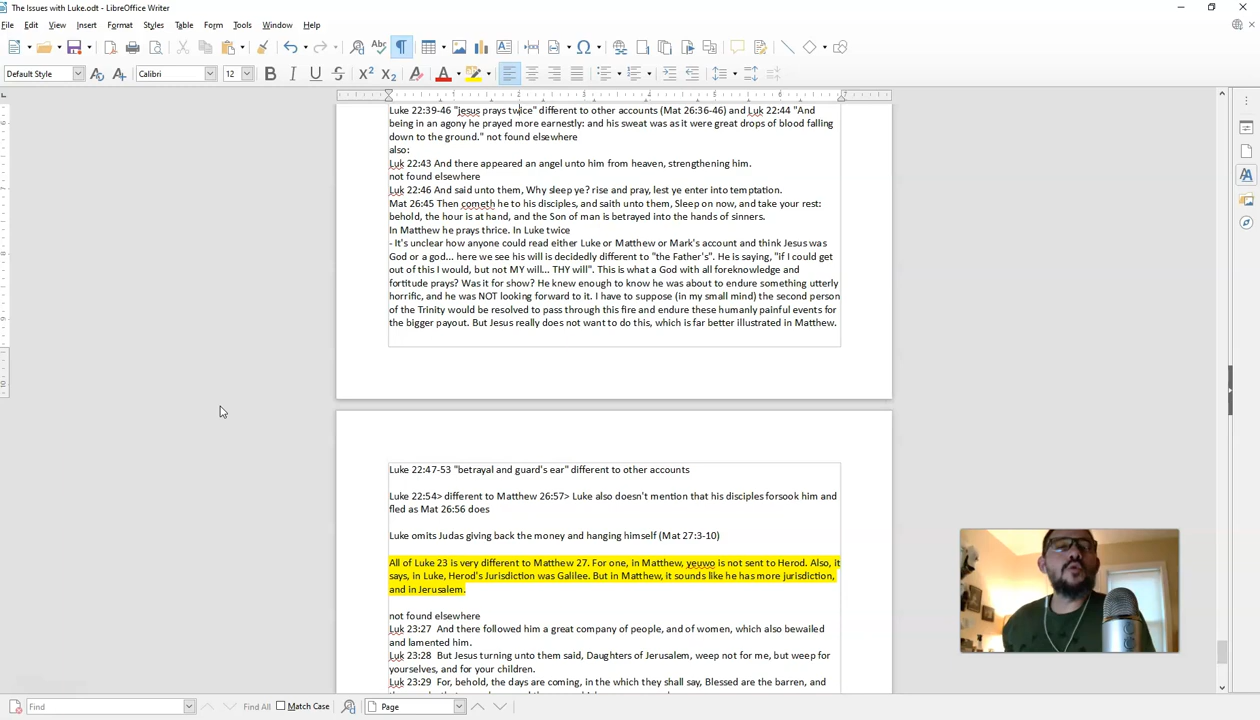 The Issues with Luke.odt - LibreOffice Writer
File Edit View Insert Format Styles Table Form Tools Window Help
Default Style Calibri 12
Luke 22:39-46 "jesus prays twice" different to other accounts (Mat 26:36-46) and Luk 22:44 "And
being in an agony he prayed more earnestly: and his sweat was as it were great drops of blood falling
down to the ground." not found elsewhere
also:
Luk 22:43 And there appeared an angel unto him from heaven, strengthening him.
not found elsewhere
Luk 22:46 And said unto them, Why sleep ye? rise and pray, lest ye enter into temptation.
Mat 26:45 Then cometh he to his disciples, and saith unto them, Sleep on now, and take your rest:
behold, the hour is at hand, and the Son of man is betrayed into the hands of sinners.
In Matthew he prays thrice. In Luke twice
- It's unclear how anyone could read either Luke or Matthew or Mark's account and think Jesus was
God or a god... here we see his will is decidedly different to "the Father's". He is saying, "if I could get
out of this I would, but not MY will... THY will". This is what a God with all foreknowledge and
fortitude prays? Was it for show? He knew enough to know he was about to endure something utterly
horrific, and he was NOT looking forward to it. I have to suppose (in my small mind) the second person
of the Trinity would be resolved to pass through this fire and endure these humanly painful events for
the bigger payout. But Jesus really does not want to do this, which is far better illustrated in Matthew.
Luke 22:47-53 "betrayal and guard's ear" different to other accounts
Luke 22:54> different to Matthew 26:57> Luke also doesn't mention that his disciples forsook him and
fled as Mat 26:56 does
Luke omits Judas giving back the money and hanging himself (Mat 27:3-10)
All of Luke 23 is very different to Matthew 27. For one, in Matthew, yeuwo is not sent to Herod. Also, it
says, in Luke, Herod's Jurisdiction was Galilee. But in Matthew, it sounds like he has more jurisdiction,
and in Jerusalem.
not found elsewhere
Luk 23:27 And there followed him a great company of people, and of women, which also bewailed
and lamented him.
Luk 23:28 But Jesus turning unto them said, Daughters of Jerusalem, weep not for me, but weep for
yourselves, and for your children.
Luk 23:29 For, behold, the days are coming, in the which they shall say, Blessed are the barren, and
Find Find All Match Case Page